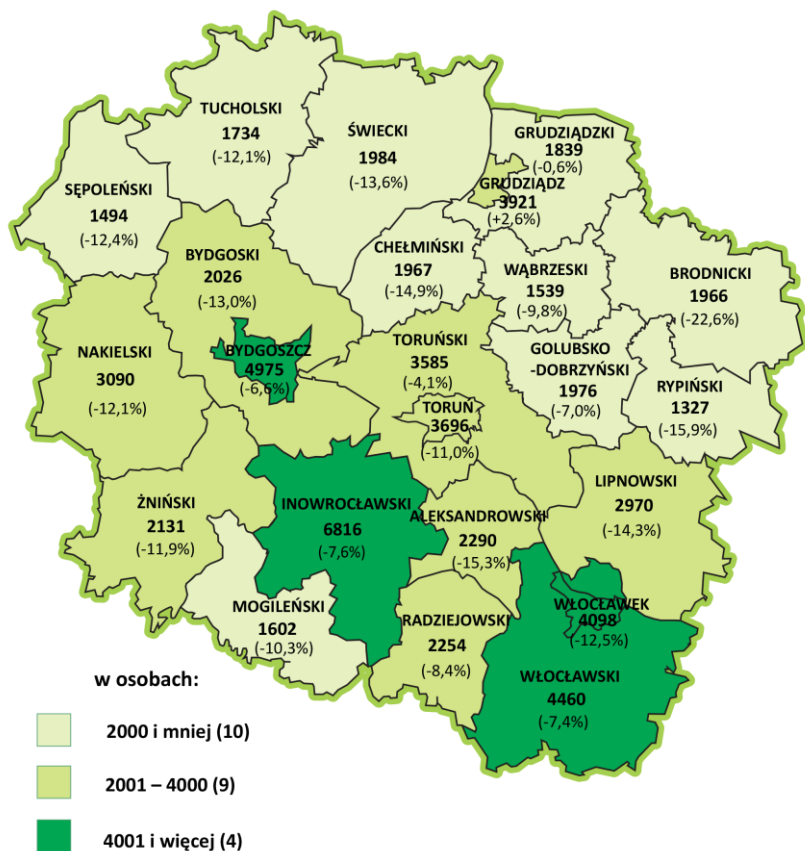 TUCHOLSKI
1734
(-12,1%)
ŚWIECKI
1984
(-13,6%)
GRUDZIĄDZKI
1839
(-0,6%)
GRUDZIĄDZ
3921
(+2,6%)
SĘPOLEŃSKI
1494
(-12,4%)
BYDGOSKI
2026
(-13,0%)
CHEŁMIŃSKI
1967
(-14,9%)
WĄBRZESKI
1539
(-9,8%)
BRODNICKI
1966
(-22,6%)
NAKIELSKI
3090
(-12,1%)
BYDGOSZCZ
4975
(-6,6%)
TORUŃSKI
3585
(-4,1%)
TORUŃ
3696
(-11,0%)
GOLUBSKO
-DOBRZYŃSKI
1976
(-7,0%)
RYPIŃSKI
1327
(-15,9%)
ŻNIŃSKI
2131
(-11,9%)
INOWROCŁAWSKI
6816
(-7,6%)
ALEKSANDROWSKI
2290
(-15,3%)
LIPNOWSKI
2970
(-14,3%)
MOGILEŃSKI
1602
(-10,3%)
RADZIEJOWSKI
2254
(-8,4%)
WŁOCŁAWEK
4098
(-12,5%)
WŁOCŁAWSKI
4460
(-7,4%)
w osobach:
2000 i mniej (10)
2001 – 4000 (9)
4001 i więcej (4)